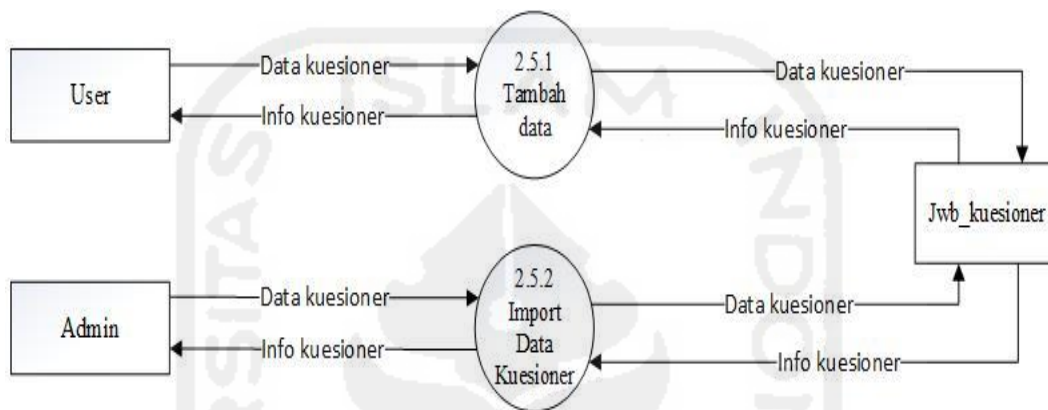 User
Data kuesioner
Info kuesioner
2.5.1
Tambah
data
Data kuesioner
Info kuesioner
Jwb_kuesioner
Admin
Data kuesioner
Info kuesioner
2.5.2
Import
Data
Kuesioner
Data kuesioner
Info kuesioner
ISLAM